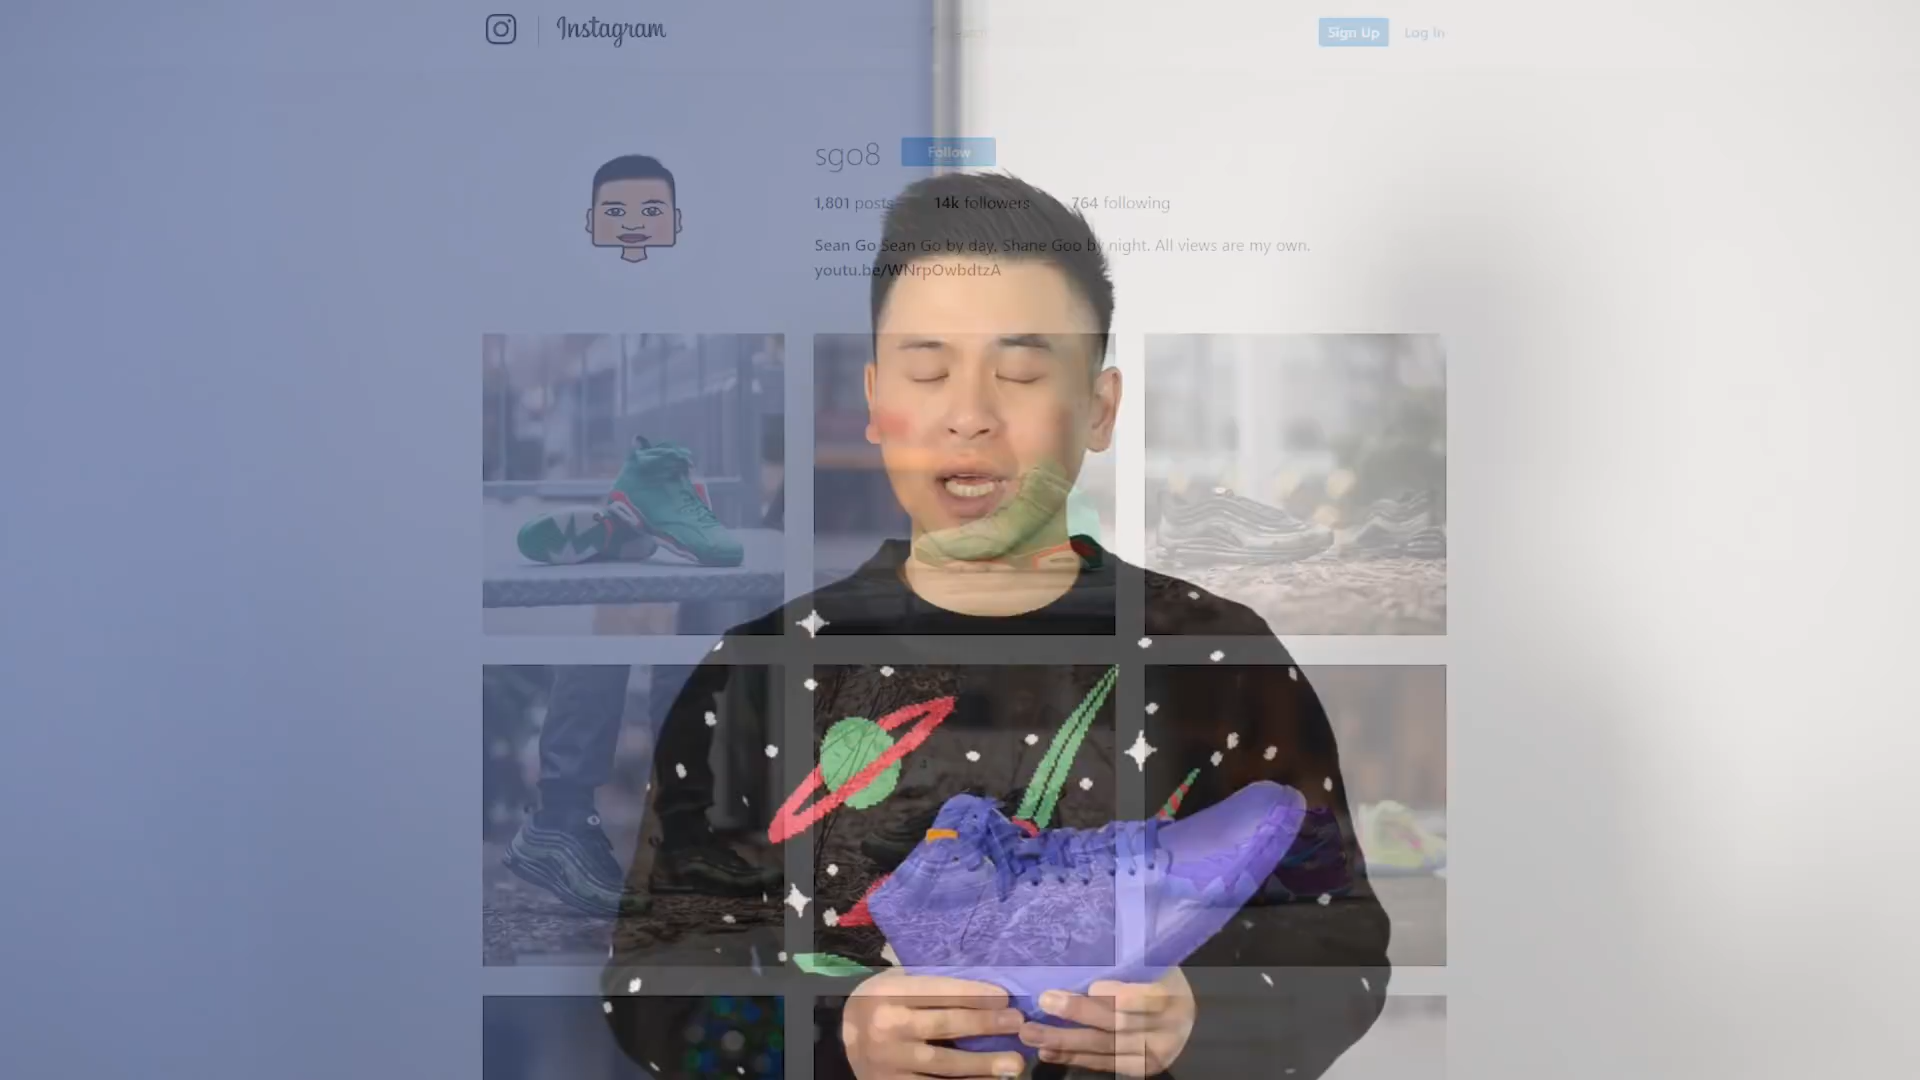 Instagram
Sign Up
Log In
sgo8
Follow
1,801 posts 14k followers 764 following
Sean Go Sean Go by day, Shane Goo by night. All views are my own.
youtu.be/WNrpOwbdtzA